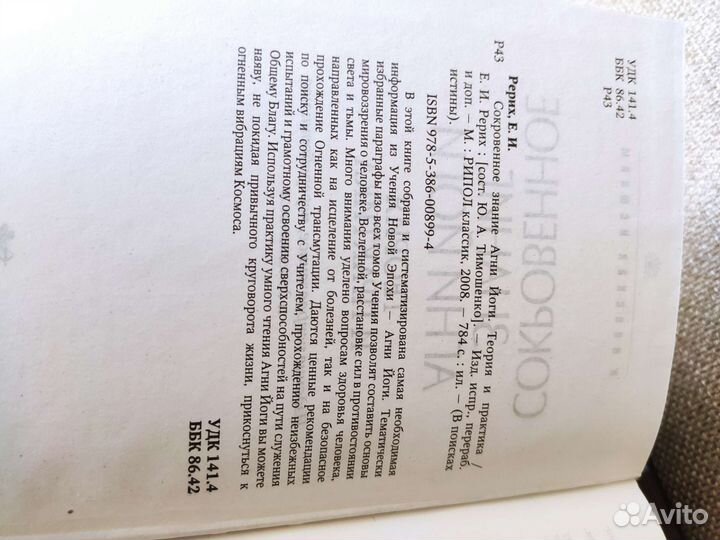 УДК 141.4
ББК 86.42
Р43
Рерих, Е. И.
Р43 Сокровенное знание Агни Йоги. Теория и практика /
Е. И. Рерих ; [сост. Ю. А. Тимошенко]. — Изд. испр., перераб.
и доп. — М. : РИПОЛ классик, 2008. — 784 с. : ил. — (В поисках
истины).
ISBN 978-5-386-00899-4
В этой книге собрана и систематизирована самая необходимая
информация из Учения Новой Эпохи — Агни Йоги. Тематически
избранные параграфы изо всех томов Учения позволят составить основы
мировоззрения о человеке, Вселенной, расстановке сил в противостоянии
света и тьмы. Много внимания уделено вопросам здоровья человека,
направленных как на исцеление от болезней, так и на безопасное
прохождение Огненной трансмутации. Даются ценные рекомендации
по поиску и сотрудничеству с Учителем, прохождению неизбежных
испытаний и грамотному освоению сверхспособностей на пути служения
Общему Благу. Используя практику умного чтения Агни Йоги вы можете
наяву, не покидая привычного круговорота жизни, прикоснуться к
огненным вибрациям Космоса.
УДК 141.4
ББК 86.42
СОКРОВЕННОЕ
ЗНАНИЕ
АГНИ ЙОГИ
Avito